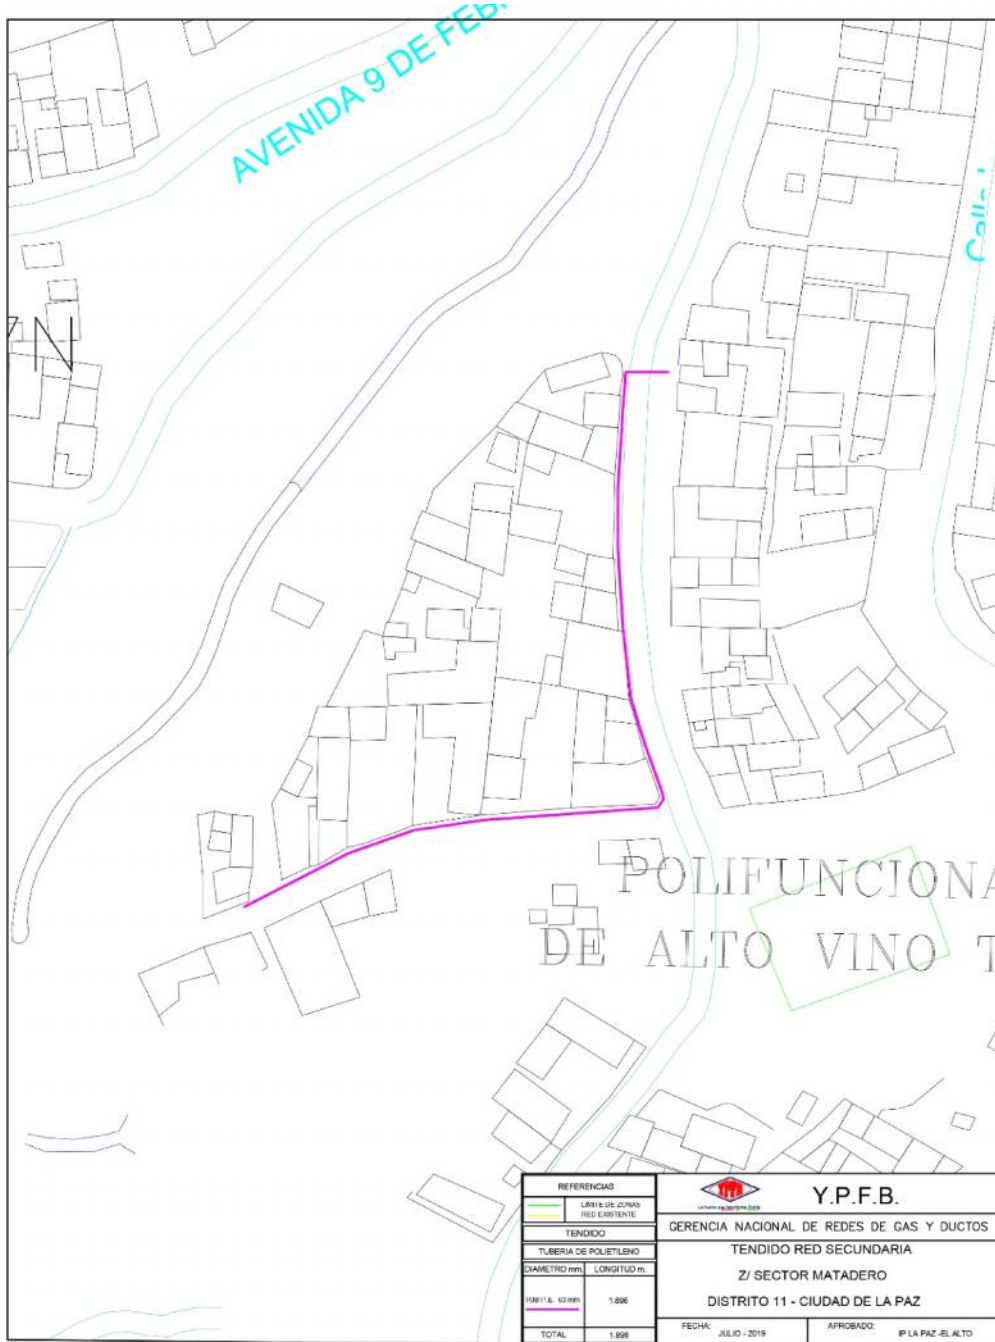 AVENIDA 9 DE FEB
Calle
POLIFUNCIONA
DE ALTO VINO T
REFERENCIAS
LIMITE DE ZONAS
RED EXISTENTE
TENDIDO
TUBERIA DE POLIETILENO
DIAMETRO mm.
LONGITUD m.
1.896
TOTAL
Y.P.F.B.
GERENCIA NACIONAL DE REDES DE GAS Y DUCTOS
TENDIDO RED SECUNDARIA
Z/ SECTOR MATADERO
DISTRITO 11 - CIUDAD DE LA PAZ
FECHA:
JULIO - 2019
APROBADO:
IP LA PAZ -EL ALTO